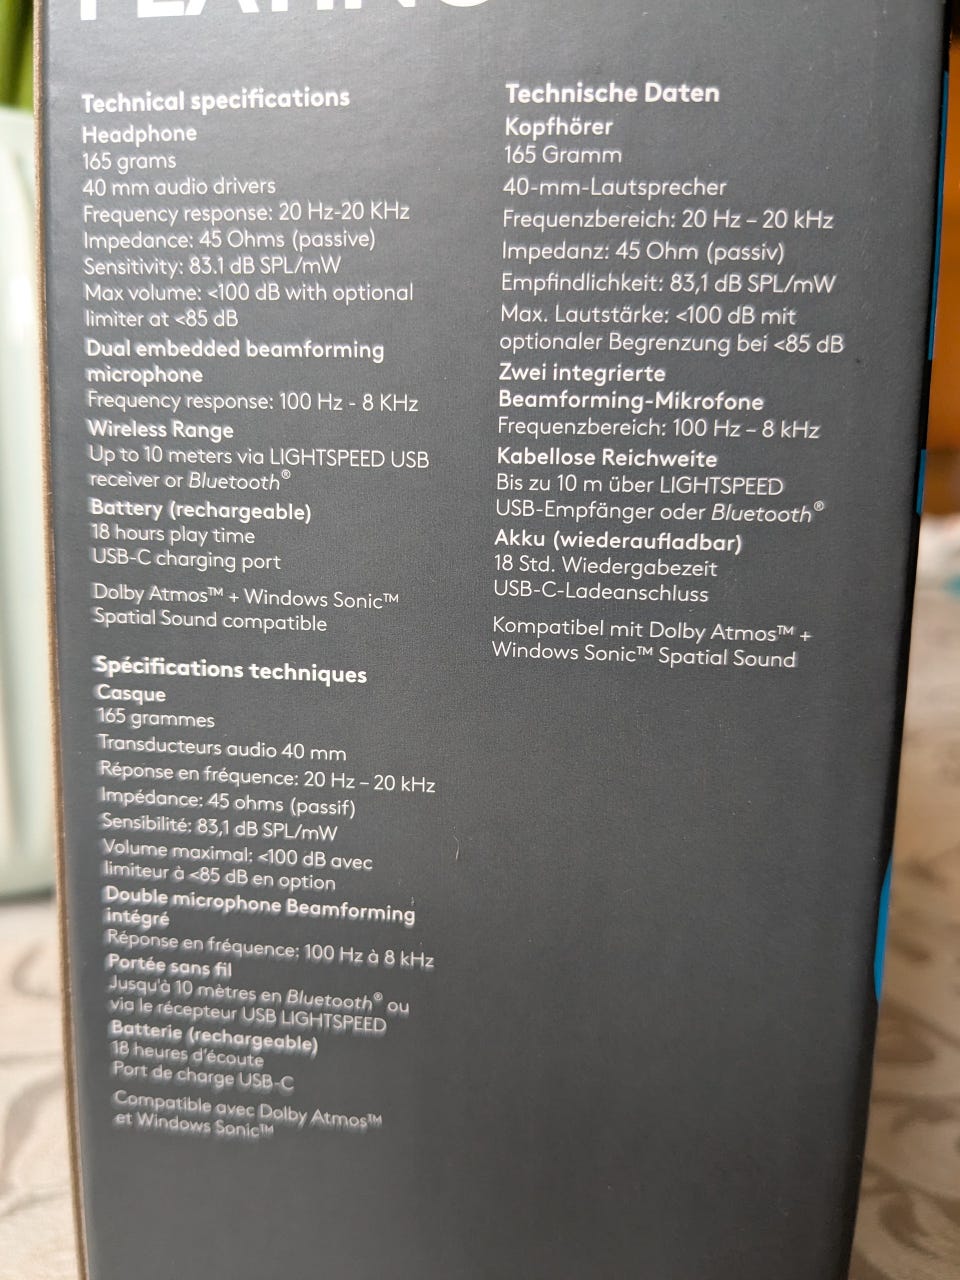 Technical specifications
Headphone
165 grams
40 mm audio drivers
Frequency response: 20 Hz-20 KHz
Impedance: 45 Ohms (passive)
Sensitivity: 83.1 dB SPL/mW
Max volume: <100 dB with optional
limiter at <85 dB
Dual embedded beamforming
microphone
Frequency response: 100 Hz - 8 KHz
Wireless Range
Up to 10 meters via LIGHTSPEED USB
receiver or Bluetooth®
Battery (rechargeable)
18 hours play time
USB-C charging port
Dolby Atmos™ + Windows Sonic™
Spatial Sound compatible
Spécifications techniques
Casque
165 grammes
Transducteurs audio 40 mm
Réponse en fréquence: 20 Hz – 20 kHz
Impédance: 45 ohms (passif)
Sensibilité: 83,1 dB SPL/mW
Volume maximal: <100 dB avec
limiteur à <85 dB en option
Double microphone Beamforming
intégré
Réponse en fréquence: 100 Hz à 8 kHz
Portée sans fil
Jusqu'à 10 mètres en Bluetooth® ou
via le récepteur USB LIGHTSPEED
Batterie (rechargeable)
18 heures d'écoute
Port de charge USB-C
Compatible avec Dolby Atmos™
et Windows Sonic™
Technische Daten
Kopfhörer
165 Gramm
40-mm-Lautsprecher
Frequenzbereich: 20 Hz – 20 kHz
Impedanz: 45 Ohm (passiv)
Empfindlichkeit: 83,1 dB SPL/mW
Max. Lautstärke: <100 dB mit
optionaler Begrenzung bei <85 dB
Zwei integrierte
Beamforming-Mikrofone
Frequenzbereich: 100 Hz – 8 kHz
Kabellose Reichweite
Bis zu 10 m über LIGHTSPEED
USB-Empfänger oder Bluetooth®
Akku (wiederaufladbar)
18 Std. Wiedergabezeit
USB-C-Ladeanschluss
Kompatibel mit Dolby Atmos™ +
Windows Sonic™ Spatial Sound